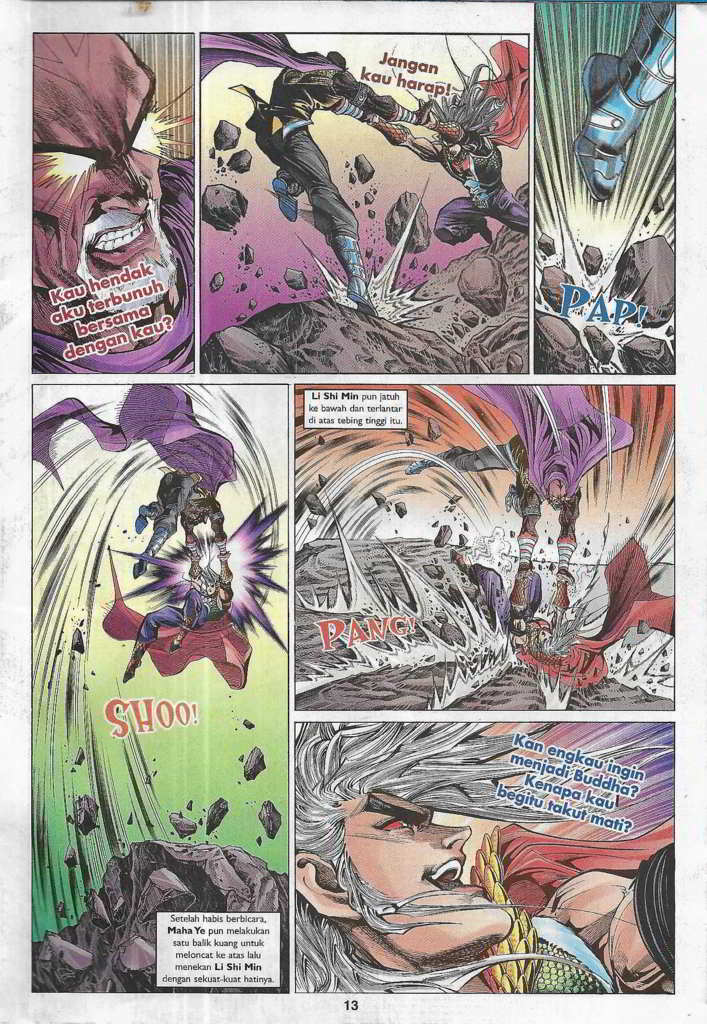 Kau hendak
aku terbunuh
bersama
dengan kau?
Jangan
kau harap!
PAP!
SHOO!
Setelah habis berbicara,
Maha Ye pun melakukan
satu balik kuang untuk
meloncat ke atas lalu
menekan Li Shi Min
dengan sekuat-kuat hatinya.
Li Shi Min pun jatuh
ke bawah dan terlantar
di atas tebing tinggi itu.
PANG!
Kan engkau ingin
menjadi Buddha?
Kenapa kau
begitu takut mati?
13